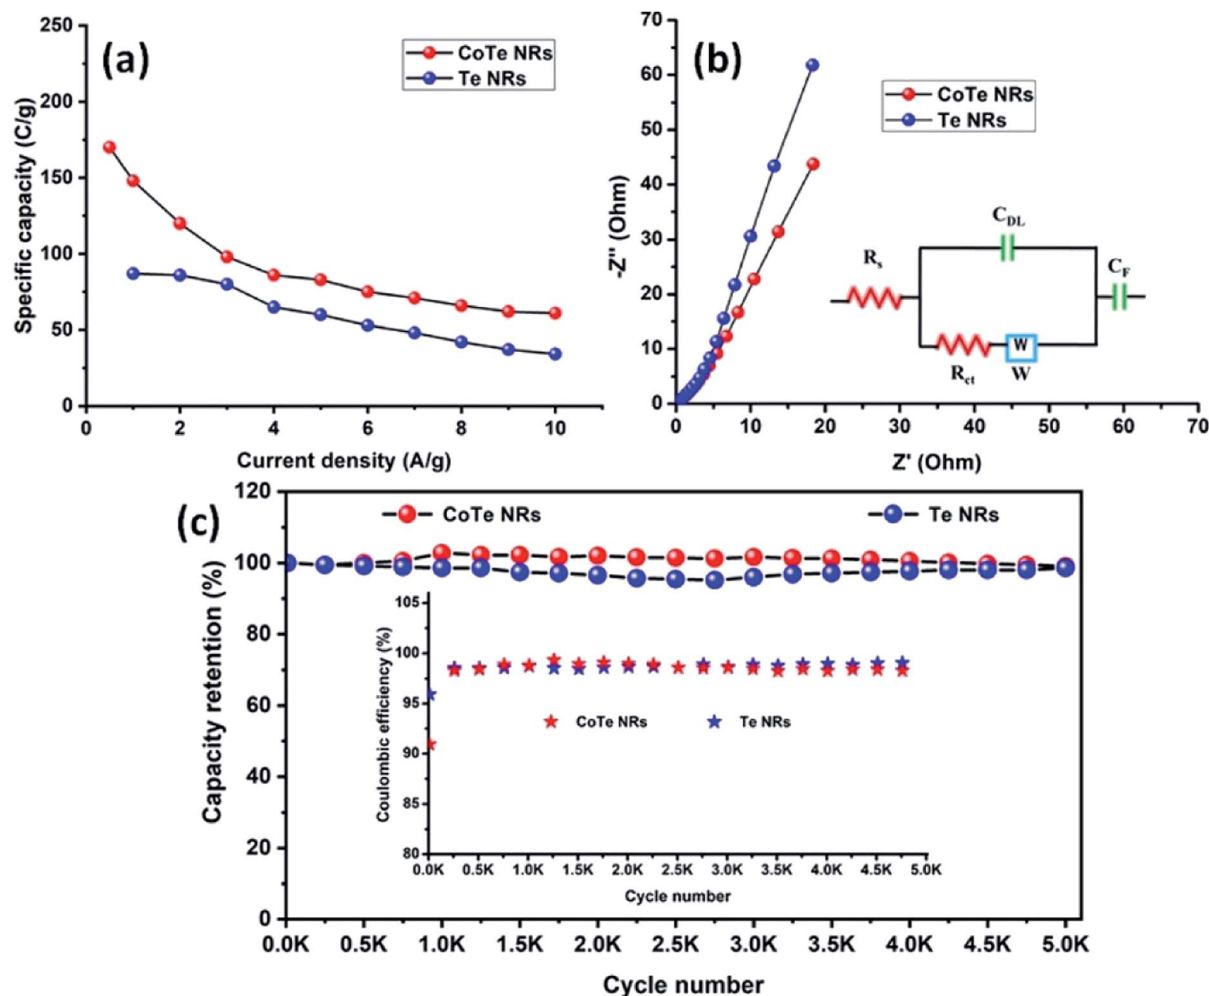 (a)
CoTe NRs
Te NRs
Specific capacity (C/g)
250
200
150
100
50
0
0 2 4 6 8 10
Current density (A/g)
(b)
CoTe NRs
Te NRs
-Z'' (Ohm)
70
60
50
40
30
20
10
0
0 10 20 30 40 50 60 70
Z' (Ohm)
Rs
CDL
CF
Rct
W
W
(c)
CoTe NRs
Te NRs
Capacity retention (%)
120
100
80
60
40
20
0
0.0K 0.5K 1.0K 1.5K 2.0K 2.5K 3.0K 3.5K 4.0K 4.5K 5.0K
Cycle number
Coulombic efficiency (%)
105
100
95
90
85
80
CoTe NRs
Te NRs
0.0K 0.5K 1.0K 1.5K 2.0K 2.5K 3.0K 3.5K 4.0K 4.5K 5.0K
Cycle number